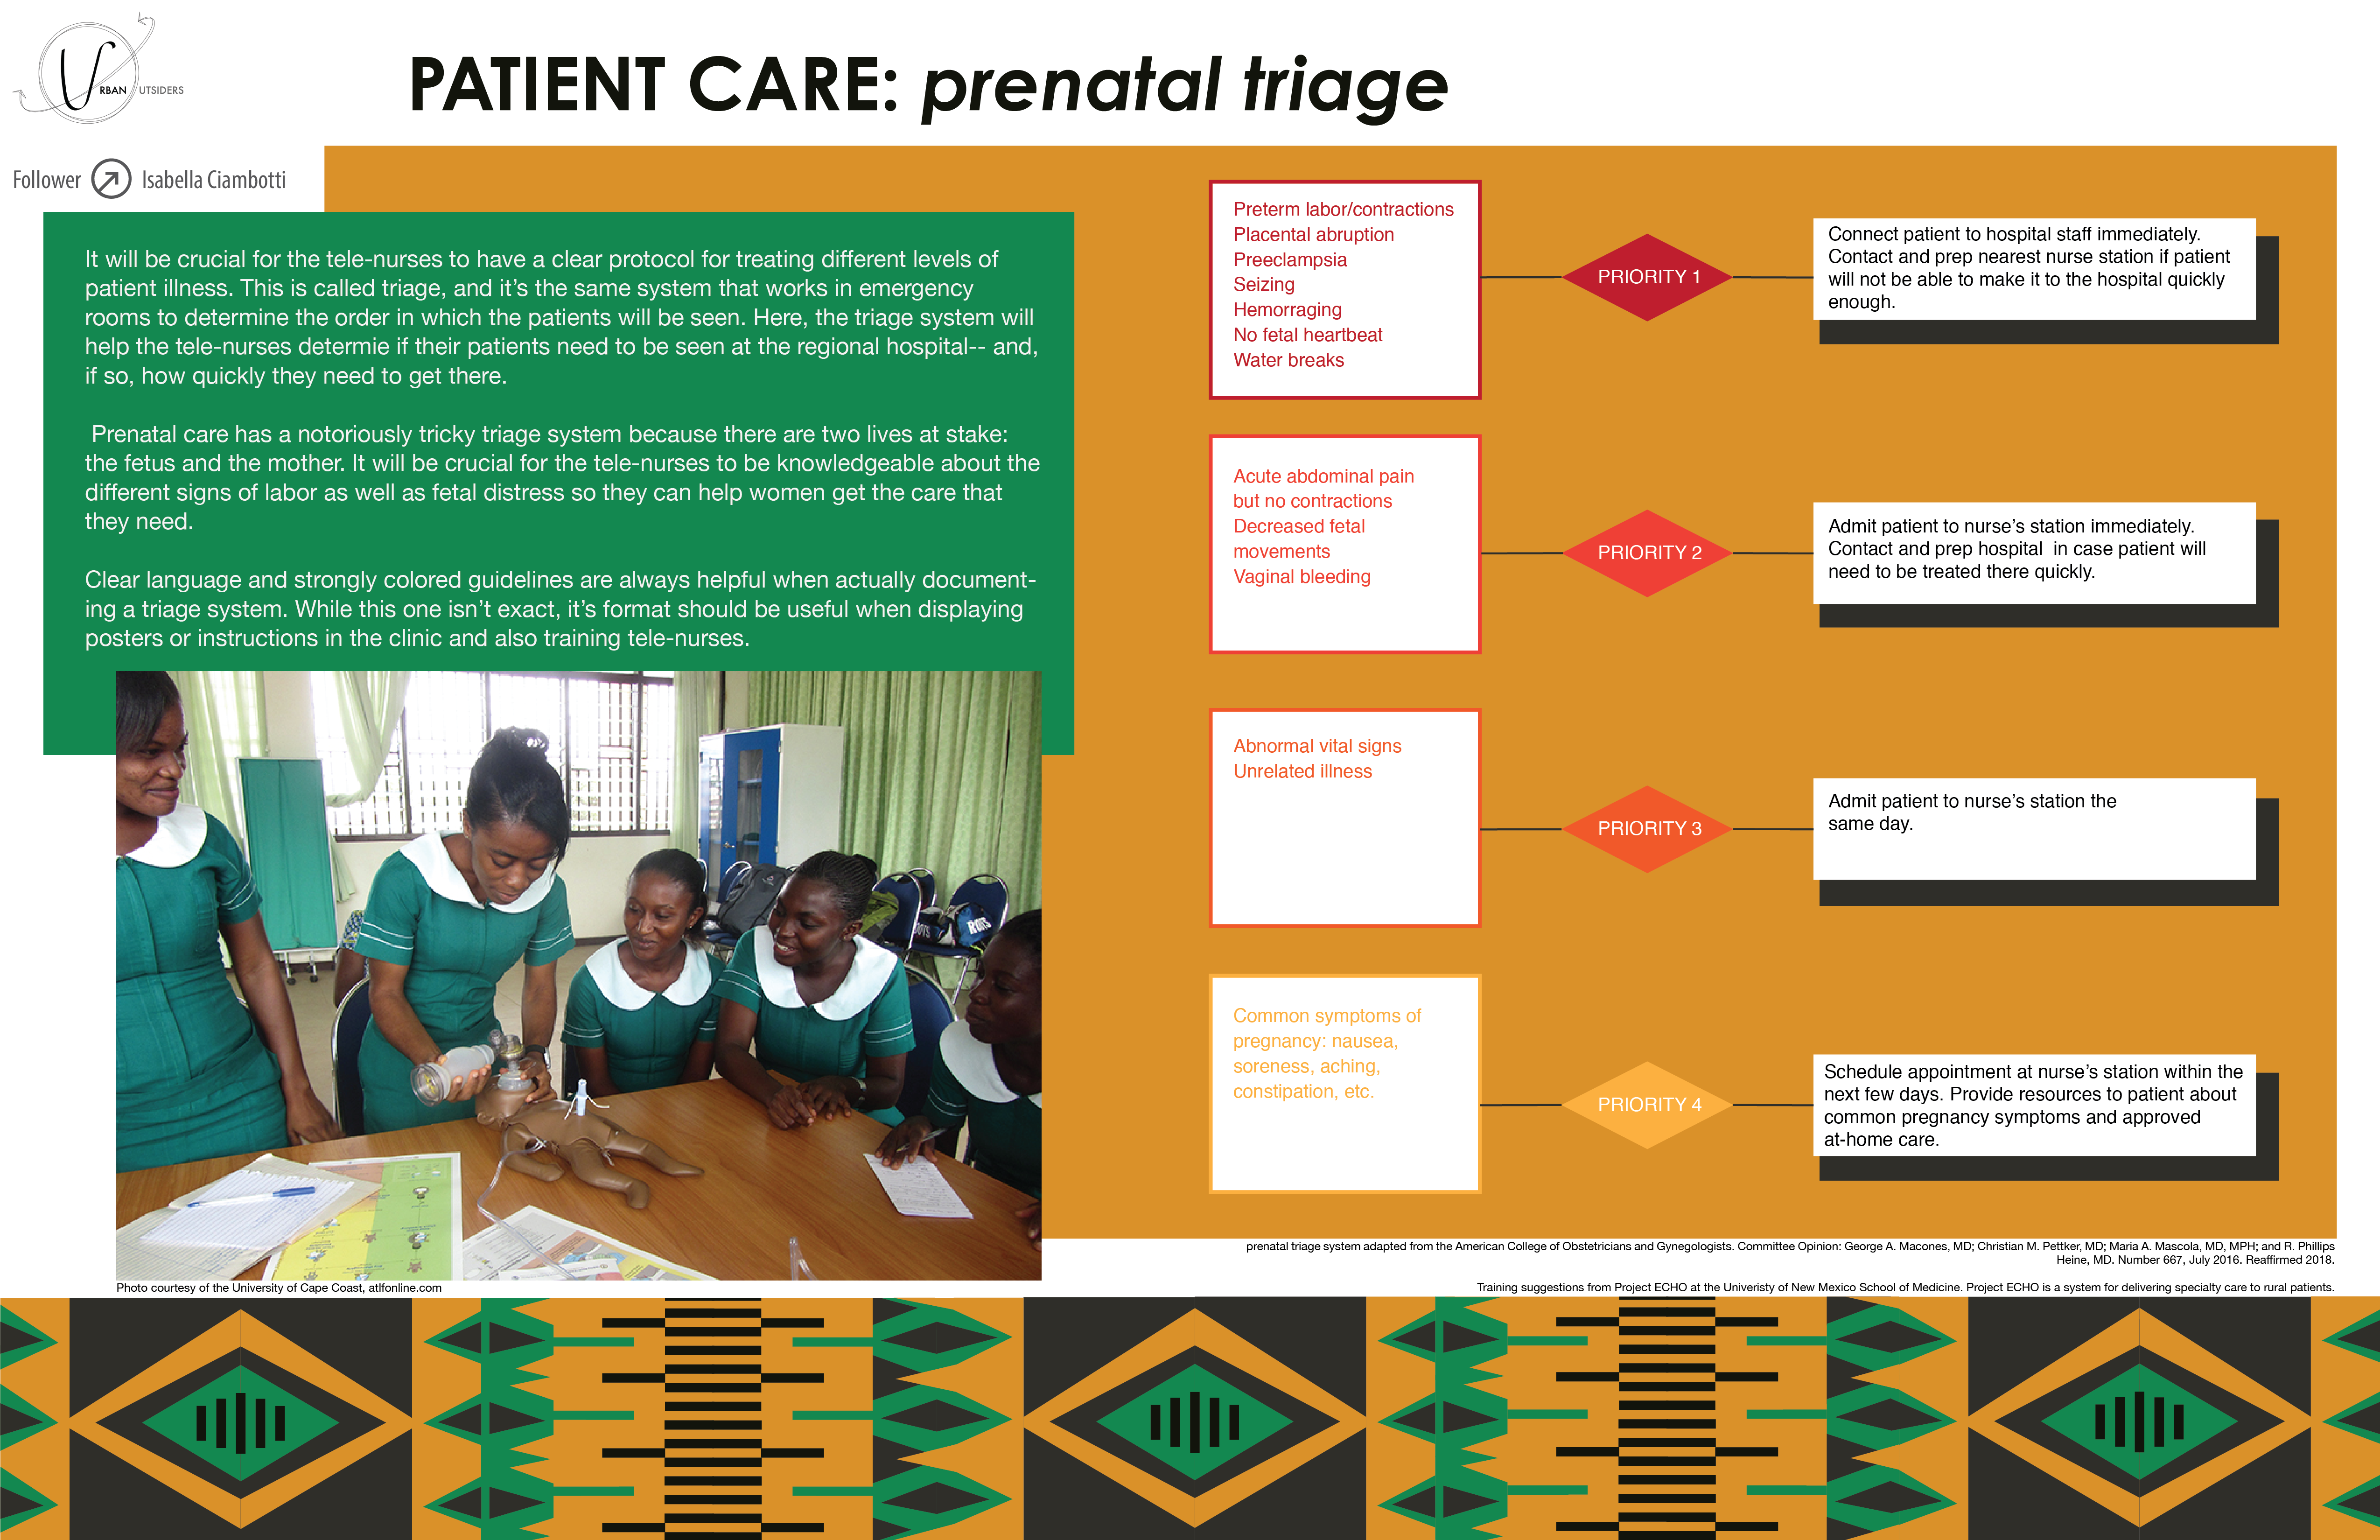 URBAN OUTSIDERS
PATIENT CARE: prenatal triage
Follower Isabella Ciambotti
It will be crucial for the tele-nurses to have a clear protocol for treating different levels of
patient illness. This is called triage, and it’s the same system that works in emergency
rooms to determine the order in which the patients will be seen. Here, the triage system will
help the tele-nurses determie if their patients need to be seen at the regional hospital-- and,
if so, how quickly they need to get there.
Prenatal care has a notoriously tricky triage system because there are two lives at stake:
the fetus and the mother. It will be crucial for the tele-nurses to be knowledgeable about the
different signs of labor as well as fetal distress so they can help women get the care that
they need.
Clear language and strongly colored guidelines are always helpful when actually document-
ing a triage system. While this one isn’t exact, it’s format should be useful when displaying
posters or instructions in the clinic and also training tele-nurses.
ROOTS
Photo courtesy of the University of Cape Coast, atlfonline.com
Preterm labor/contractions
Placental abruption
Preeclampsia
Seizing
Hemorraging
No fetal heartbeat
Water breaks
PRIORITY 1
Connect patient to hospital staff immediately.
Contact and prep nearest nurse station if patient
will not be able to make it to the hospital quickly
enough.
Acute abdominal pain
but no contractions
Decreased fetal
movements
Vaginal bleeding
PRIORITY 2
Admit patient to nurse’s station immediately.
Contact and prep hospital  in case patient will
need to be treated there quickly.
Abnormal vital signs
Unrelated illness
PRIORITY 3
Admit patient to nurse’s station the
same day.
Common symptoms of
pregnancy: nausea,
soreness, aching,
constipation, etc.
PRIORITY 4
Schedule appointment at nurse’s station within the
next few days. Provide resources to patient about
common pregnancy symptoms and approved
at-home care.
prenatal triage system adapted from the American College of Obstetricians and Gynegologists. Committee Opinion: George A. Macones, MD; Christian M. Pettker, MD; Maria A. Mascola, MD, MPH; and R. Phillips
Heine, MD. Number 667, July 2016. Reaffirmed 2018.
Training suggestions from Project ECHO at the Univeristy of New Mexico School of Medicine. Project ECHO is a system for delivering specialty care to rural patients.